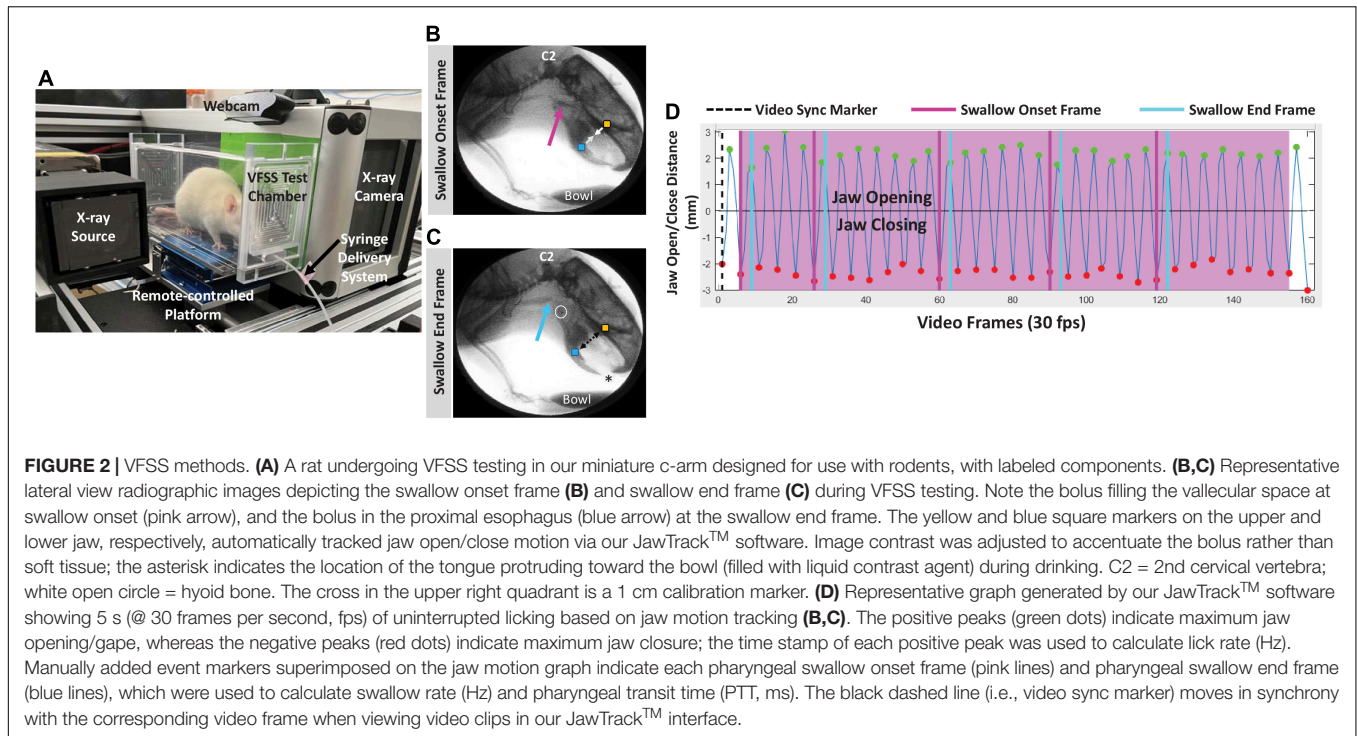 A
Webcam
VFSS Test
Chamber
X-ray
Camera
X-ray
Source
Syringe
Delivery
System
Remote-controlled
Platform
B
Swallow Onset Frame
C2
Bowl
C
Swallow End Frame
C2
*
Bowl
D
Video Sync Marker
Swallow Onset Frame
Swallow End Frame
Jaw Open/Close Distance
(mm)
3
2
1
0
-1
-2
-3
Jaw Opening
Jaw Closing
0 20 40 60 80 100 120 140 160
Video Frames (30 fps)
FIGURE 2 | VFSS methods. (A) A rat undergoing VFSS testing in our miniature c-arm designed for use with rodents, with labeled components. (B,C) Representative
lateral view radiographic images depicting the swallow onset frame (B) and swallow end frame (C) during VFSS testing. Note the bolus filling the vallecular space at
swallow onset (pink arrow), and the bolus in the proximal esophagus (blue arrow) at the swallow end frame. The yellow and blue square markers on the upper and
lower jaw, respectively, automatically tracked jaw open/close motion via our JawTrack™ software. Image contrast was adjusted to accentuate the bolus rather than
soft tissue; the asterisk indicates the location of the tongue protruding toward the bowl (filled with liquid contrast agent) during drinking. C2 = 2nd cervical vertebra;
white open circle = hyoid bone. The cross in the upper right quadrant is a 1 cm calibration marker. (D) Representative graph generated by our JawTrack™ software
showing 5 s (@ 30 frames per second, fps) of uninterrupted licking based on jaw motion tracking (B,C). The positive peaks (green dots) indicate maximum jaw
opening/gape, whereas the negative peaks (red dots) indicate maximum jaw closure; the time stamp of each positive peak was used to calculate lick rate (Hz).
Manually added event markers superimposed on the jaw motion graph indicate each pharyngeal swallow onset frame (pink lines) and pharyngeal swallow end frame
(blue lines), which were used to calculate swallow rate (Hz) and pharyngeal transit time (PTT, ms). The black dashed line (i.e., video sync marker) moves in synchrony
with the corresponding video frame when viewing video clips in our JawTrack™ interface.